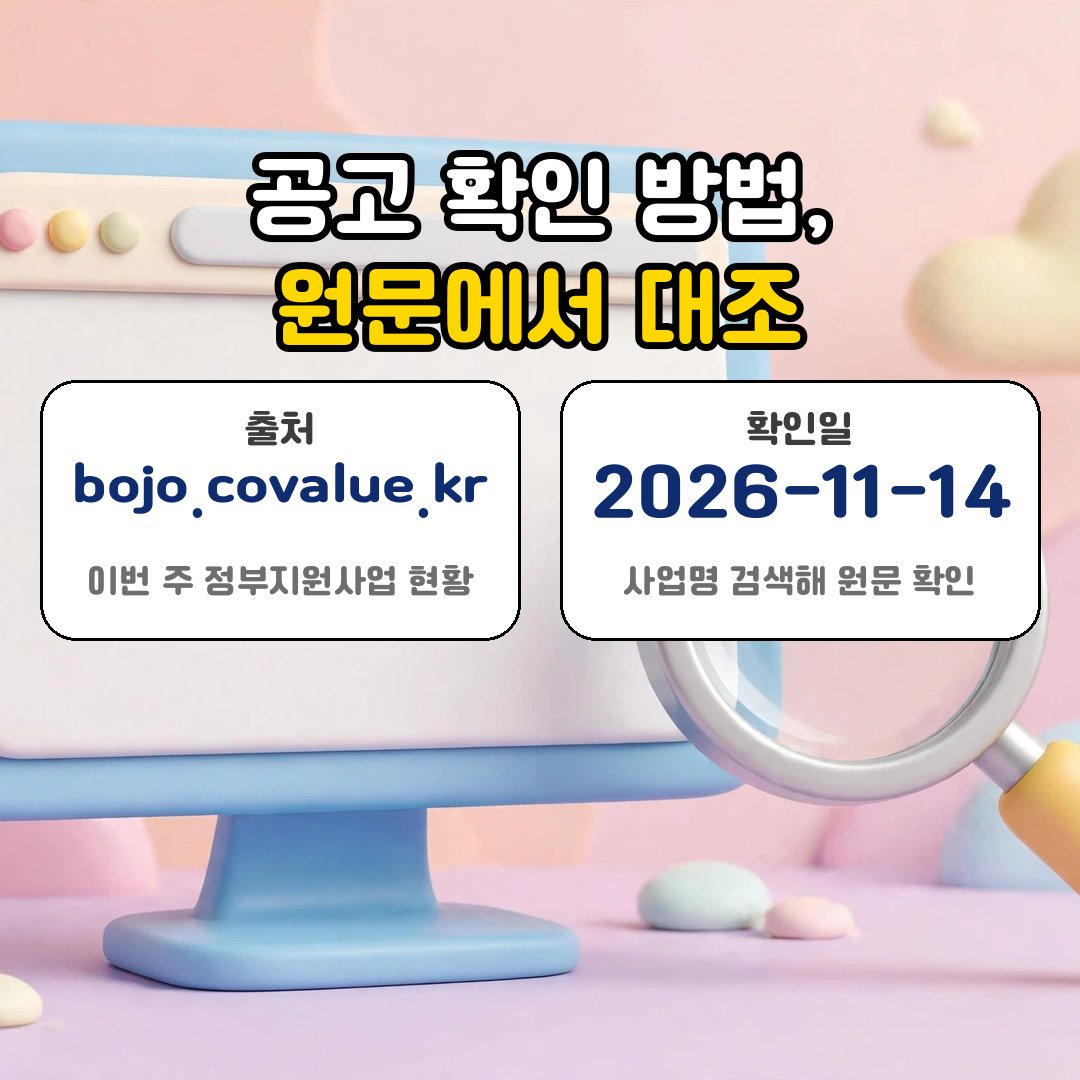 공고 확인 방법,
원문에서 대조
출처
bojo.covalue.kr
이번 주 정부지원사업 현황
확인일
2026-11-14
사업명 검색해 원문 확인